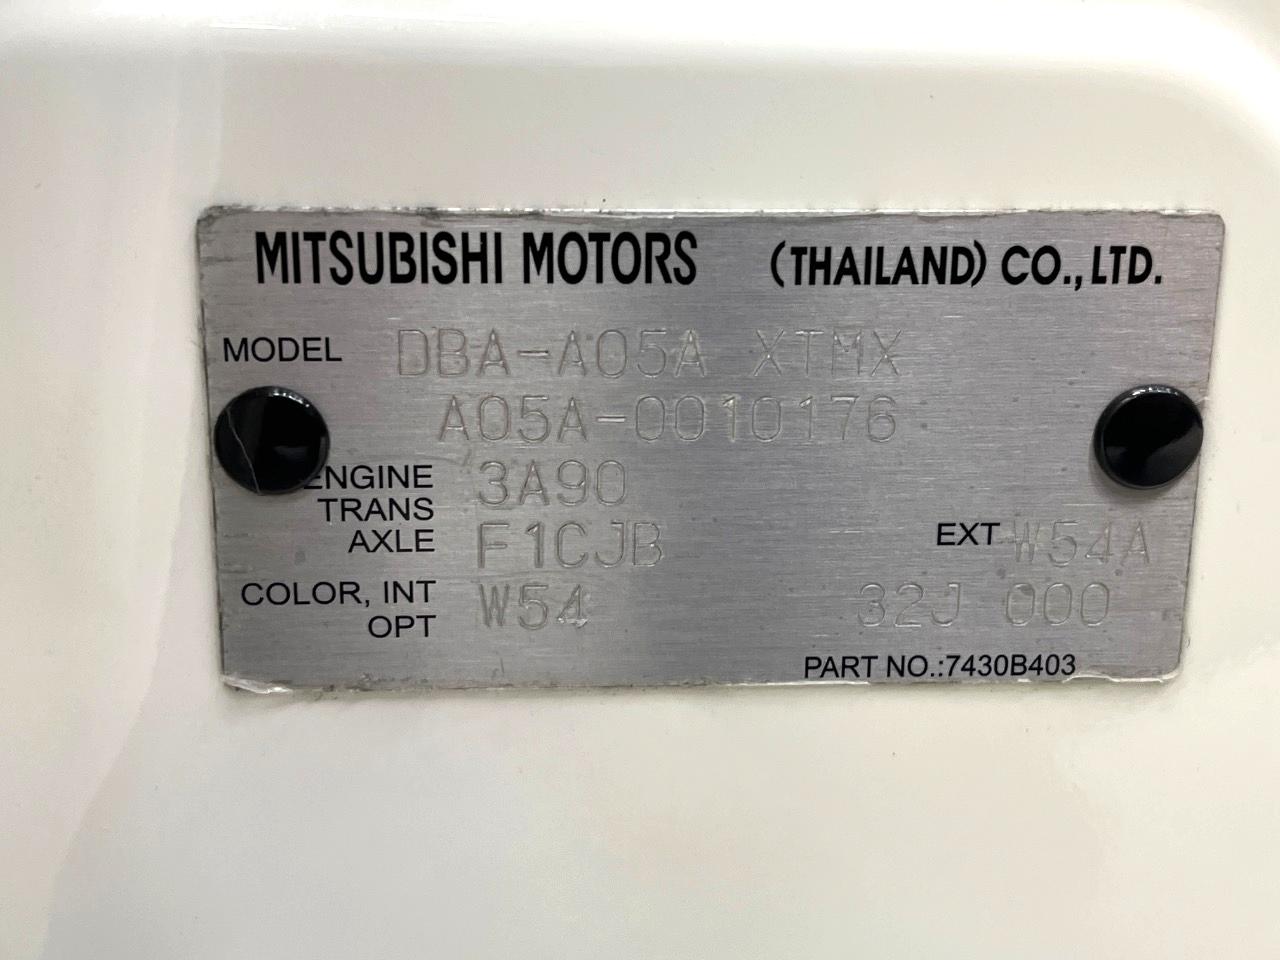 MITSUBISHI MOTORS (THAILAND) CO.,LTD.
MODEL DBA-A05A XTMX
A05A-0010176
ENGINE 3A90
TRANS
AXLE F1CJB EXT W54A
COLOR, INT W54 32J 000
OPT
PART NO.:7430B403